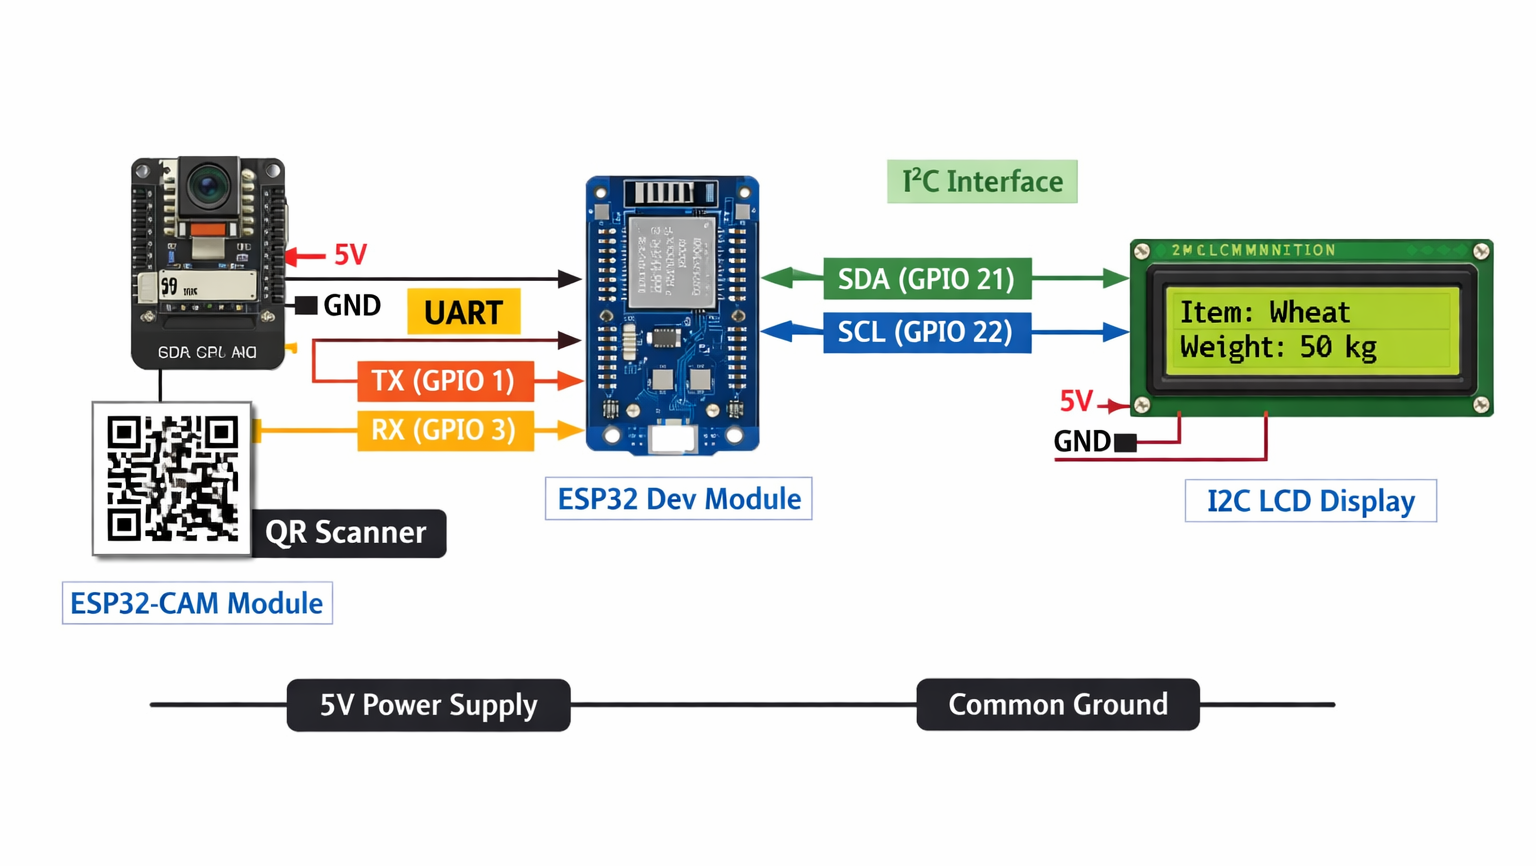 I²C Interface
5V
GND
UART
TX (GPIO 1)
RX (GPIO 3)
SDA (GPIO 21)
SCL (GPIO 22)
Item: Wheat
Weight: 50 kg
5V
GND
ESP32 Dev Module
I2C LCD Display
QR Scanner
ESP32-CAM Module
5V Power Supply
Common Ground